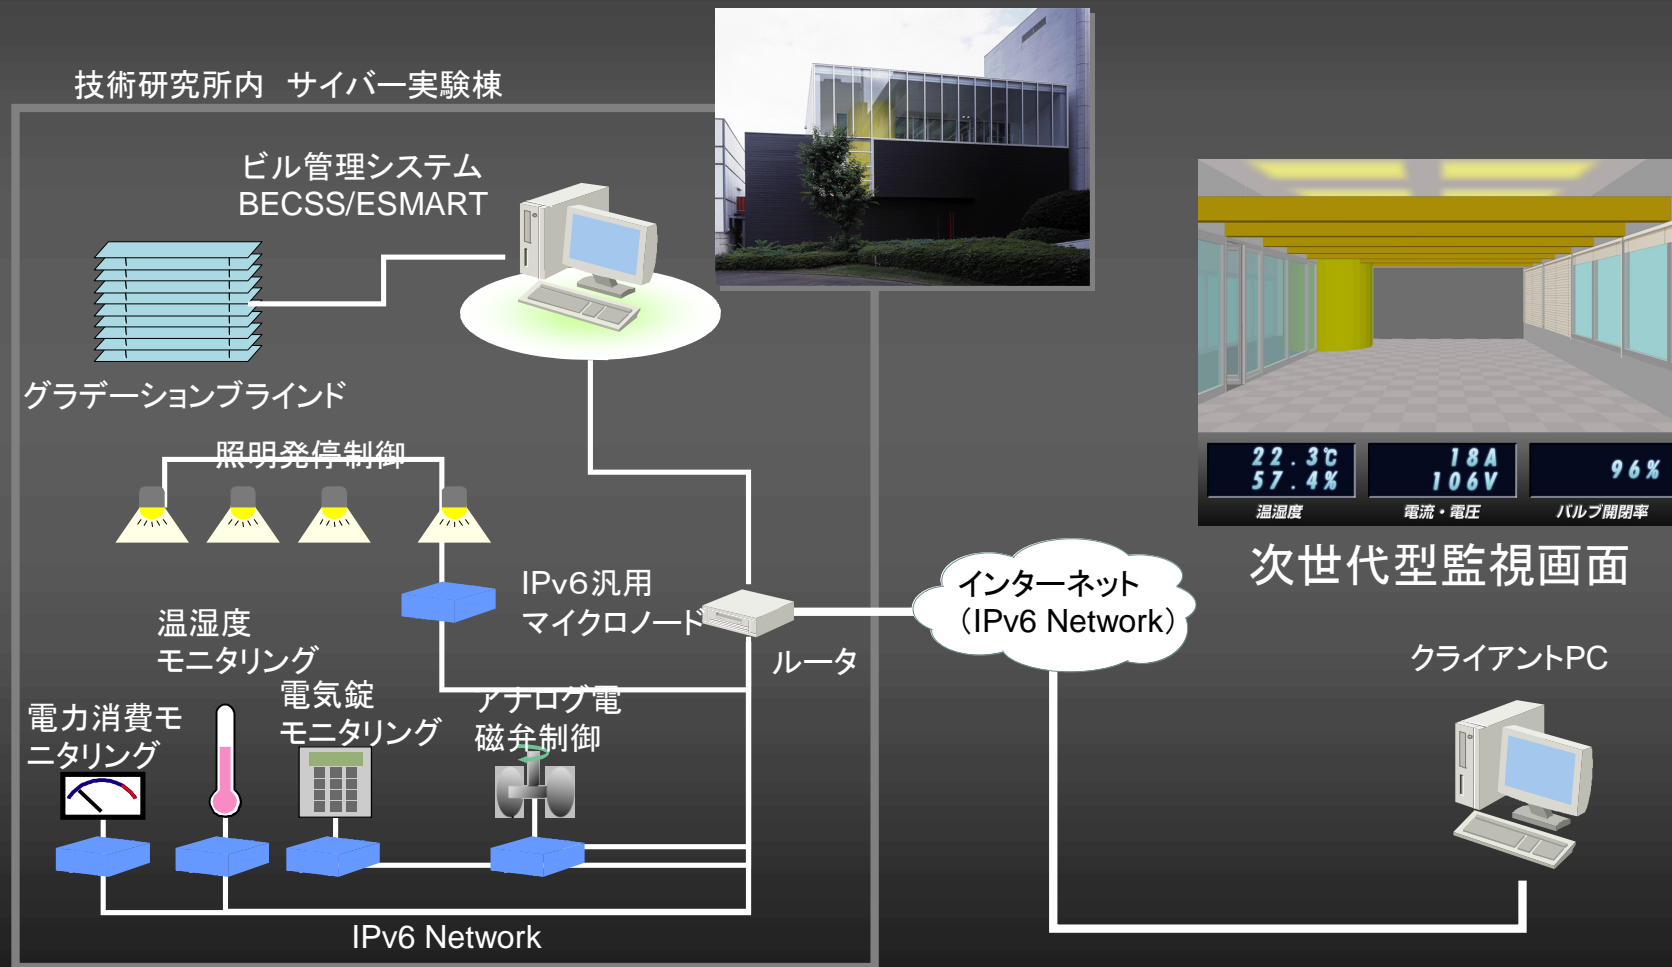 技術研究所内　サイバー実験棟
ビル管理システム
BECSS/ESMART
グラデーションブラインド
照明発停制御
IPv6汎用
マイクロノード
温湿度
モニタリング
電気錠
モニタリング
電力消費モ
ニタリング
アナログ電
磁弁制御
ルータ
IPv6 Network
インターネット
（IPv6 Network）
22.3℃
57.4%
温湿度
18A
106V
電流・電圧
96%
バルブ開閉率
次世代型監視画面
クライアントPC